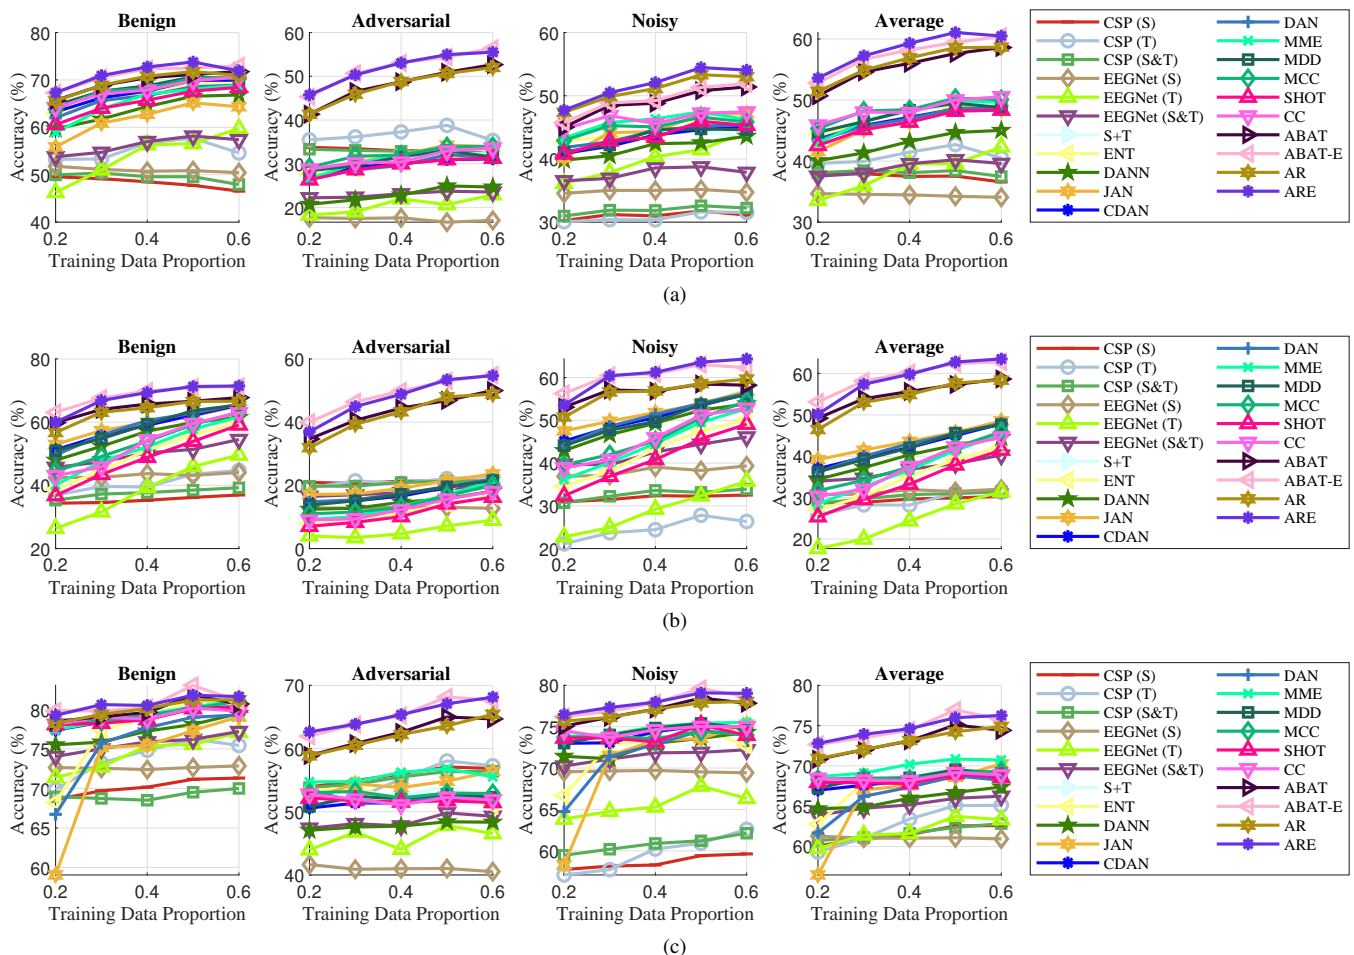 Benign
Adversarial
Noisy
Average
Accuracy (%)
80
70
60
50
40
0.2
0.4
0.6
Training Data Proportion
Accuracy (%)
60
50
40
30
20
0.2
0.4
0.6
Training Data Proportion
Accuracy (%)
60
50
40
30
0.2
0.4
0.6
Training Data Proportion
Accuracy (%)
60
50
40
30
0.2
0.4
0.6
Training Data Proportion
CSP (S)
CSP (T)
CSP (S&T)
EEGNet (S)
EEGNet (T)
EEGNet (S&T)
S+T
ENT
DANN
JAN
CDAN
DAN
MME
MDD
MCC
SHOT
CC
ABAT
ABAT-E
AR
ARE
(a)
Benign
Adversarial
Noisy
Average
Accuracy (%)
80
60
40
20
0.2
0.4
0.6
Training Data Proportion
Accuracy (%)
60
40
20
0
0.2
0.4
0.6
Training Data Proportion
Accuracy (%)
60
50
40
30
20
0.2
0.4
0.6
Training Data Proportion
Accuracy (%)
60
50
40
30
20
0.2
0.4
0.6
Training Data Proportion
CSP (S)
CSP (T)
CSP (S&T)
EEGNet (S)
EEGNet (T)
EEGNet (S&T)
S+T
ENT
DANN
JAN
CDAN
DAN
MME
MDD
MCC
SHOT
CC
ABAT
ABAT-E
AR
ARE
(b)
Benign
Adversarial
Noisy
Average
Accuracy (%)
80
75
70
65
60
0.2
0.4
0.6
Training Data Proportion
Accuracy (%)
70
60
50
40
0.2
0.4
0.6
Training Data Proportion
Accuracy (%)
80
75
70
65
60
0.2
0.4
0.6
Training Data Proportion
Accuracy (%)
80
75
70
65
60
0.2
0.4
0.6
Training Data Proportion
CSP (S)
CSP (T)
CSP (S&T)
EEGNet (S)
EEGNet (T)
EEGNet (S&T)
S+T
ENT
DANN
JAN
CDAN
DAN
MME
MDD
MCC
SHOT
CC
ABAT
ABAT-E
AR
ARE
(c)